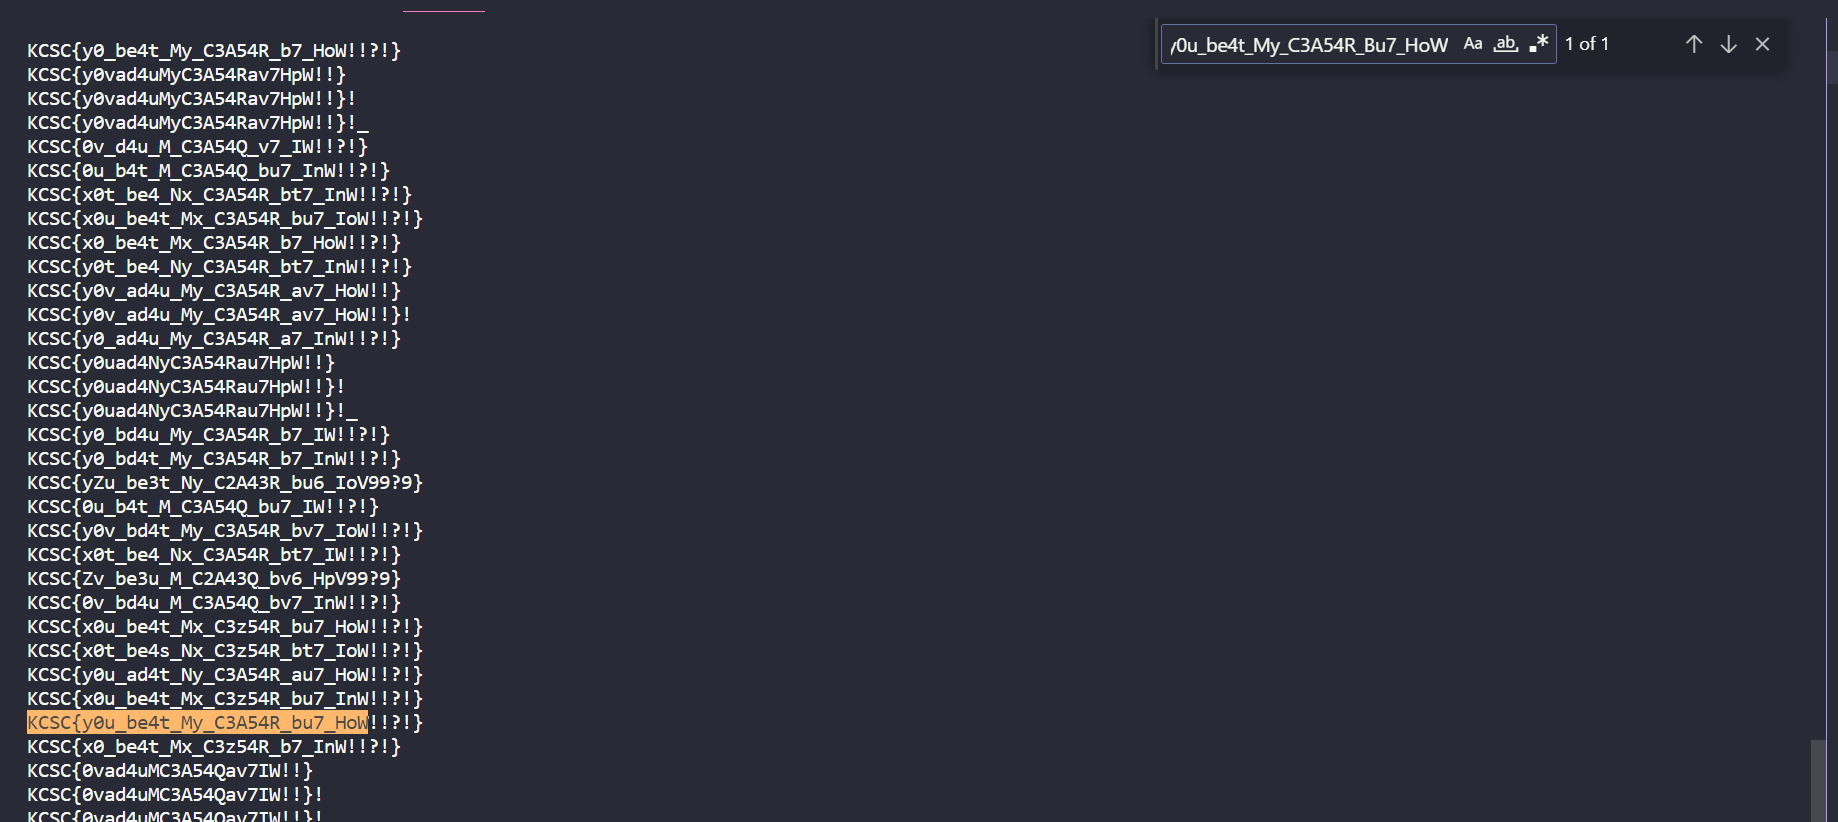 y0u_be4t_My_C3A54R_Bu7_HoW Aa ab .* 1 of 1
KCSC{y0_be4t_My_C3A54R_b7_HoW!!?!}
KCSC{y0vad4uMyC3A54Rav7HpW!!}
KCSC{y0vad4uMyC3A54Rav7HpW!!}!
KCSC{y0vad4uMyC3A54Rav7HpW!!}!_
KCSC{0v_d4u_M_C3A54Q_v7_IW!!?!}
KCSC{0u_b4t_M_C3A54Q_bu7_InW!!?!}
KCSC{x0t_be4_Nx_C3A54R_bt7_InW!!?!}
KCSC{x0u_be4t_Mx_C3A54R_bu7_IoW!!?!}
KCSC{x0_be4t_Mx_C3A54R_b7_HoW!!?!}
KCSC{y0t_be4_Ny_C3A54R_bt7_InW!!?!}
KCSC{y0v_ad4u_My_C3A54R_av7_HoW!!}
KCSC{y0v_ad4u_My_C3A54R_av7_HoW!!}!
KCSC{y0_ad4u_My_C3A54R_a7_InW!!?!}
KCSC{y0uad4NyC3A54Rau7HpW!!}
KCSC{y0uad4NyC3A54Rau7HpW!!}!
KCSC{y0uad4NyC3A54Rau7HpW!!}!_
KCSC{y0_bd4u_My_C3A54R_b7_IW!!?!}
KCSC{y0_bd4t_My_C3A54R_b7_InW!!?!}
KCSC{yZu_be3t_Ny_C2A43R_bu6_IoV99?9}
KCSC{0u_b4t_M_C3A54Q_bu7_IW!!?!}
KCSC{y0v_bd4t_My_C3A54R_bv7_IoW!!?!}
KCSC{x0t_be4_Nx_C3A54R_bt7_IW!!?!}
KCSC{Zv_be3u_M_C2A43Q_bv6_HpV99?9}
KCSC{0v_bd4u_M_C3A54Q_bv7_InW!!?!}
KCSC{x0u_be4t_Mx_C3z54R_bu7_HoW!!?!}
KCSC{x0t_be4s_Nx_C3z54R_bt7_IoW!!?!}
KCSC{y0u_ad4t_Ny_C3A54R_au7_HoW!!?!}
KCSC{x0u_be4t_Mx_C3z54R_bu7_InW!!?!}
KCSC{y0u_be4t_My_C3A54R_bu7_HoW!!?!}
KCSC{x0_be4t_Mx_C3z54R_b7_InW!!?!}
KCSC{0vad4uMC3A54Qav7IW!!}
KCSC{0vad4uMC3A54Qav7IW!!}!
KCSC{0vad4uMC3A54Qav7IW!!}!